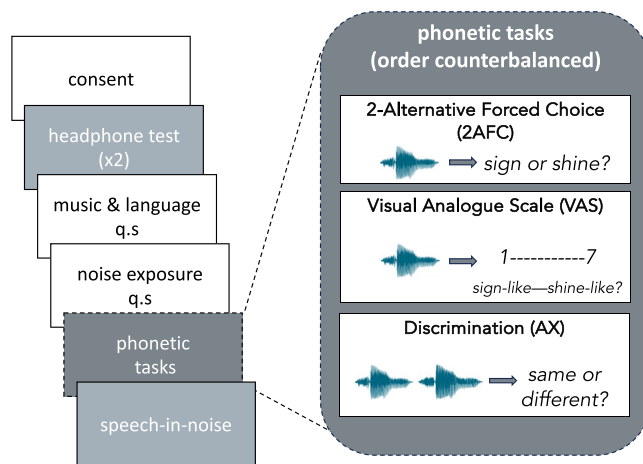 consent
headphone test
(x2)
music & language
q.s
noise exposure
q.s
phonetic
tasks
speech-in-noise
phonetic tasks
(order counterbalanced)
2-Alternative Forced Choice
(2AFC)
sign or shine?
Visual Analogue Scale (VAS)
1-----------7
sign-like—shine-like?
Discrimination (AX)
same or
different?